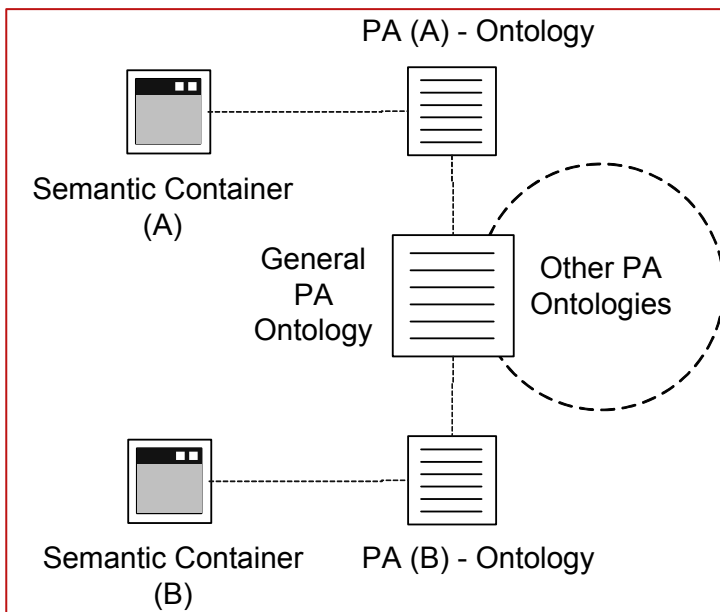 PA (A) - Ontology
Semantic Container
(A)
General
PA
Ontology
Other PA
Ontologies
Semantic Container
(B)
PA (B) - Ontology